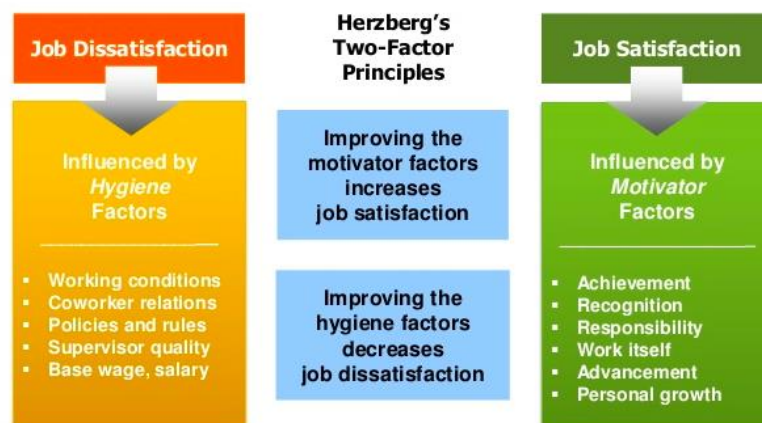 Job Dissatisfaction
Influenced by
Hygiene
Factors
▪ Working conditions
▪ Coworker relations
▪ Policies and rules
▪ Supervisor quality
▪ Base wage, salary
Herzberg's
Two-Factor
Principles
Improving the
motivator factors
increases
job satisfaction
Improving the
hygiene factors
decreases
job dissatisfaction
Job Satisfaction
Influenced by
Motivator
Factors
▪ Achievement
▪ Recognition
▪ Responsibility
▪ Work itself
▪ Advancement
▪ Personal growth